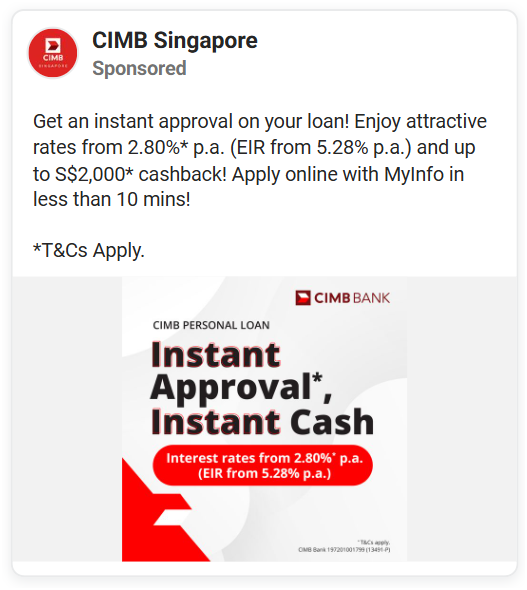 CIMB
SINGAPORE
CIMB Singapore
Sponsored
Get an instant approval on your loan! Enjoy attractive
rates from 2.80%* p.a. (EIR from 5.28% p.a.) and up
to S$2,000* cashback! Apply online with MyInfo in
less than 10 mins!
*T&Cs Apply.
CIMB BANK
CIMB PERSONAL LOAN
Instant
Approval*,
Instant Cash
Interest rates from 2.80%* p.a.
(EIR from 5.28% p.a.)
*T&Cs apply.
CIMB Bank 197201001799 (13491-P)